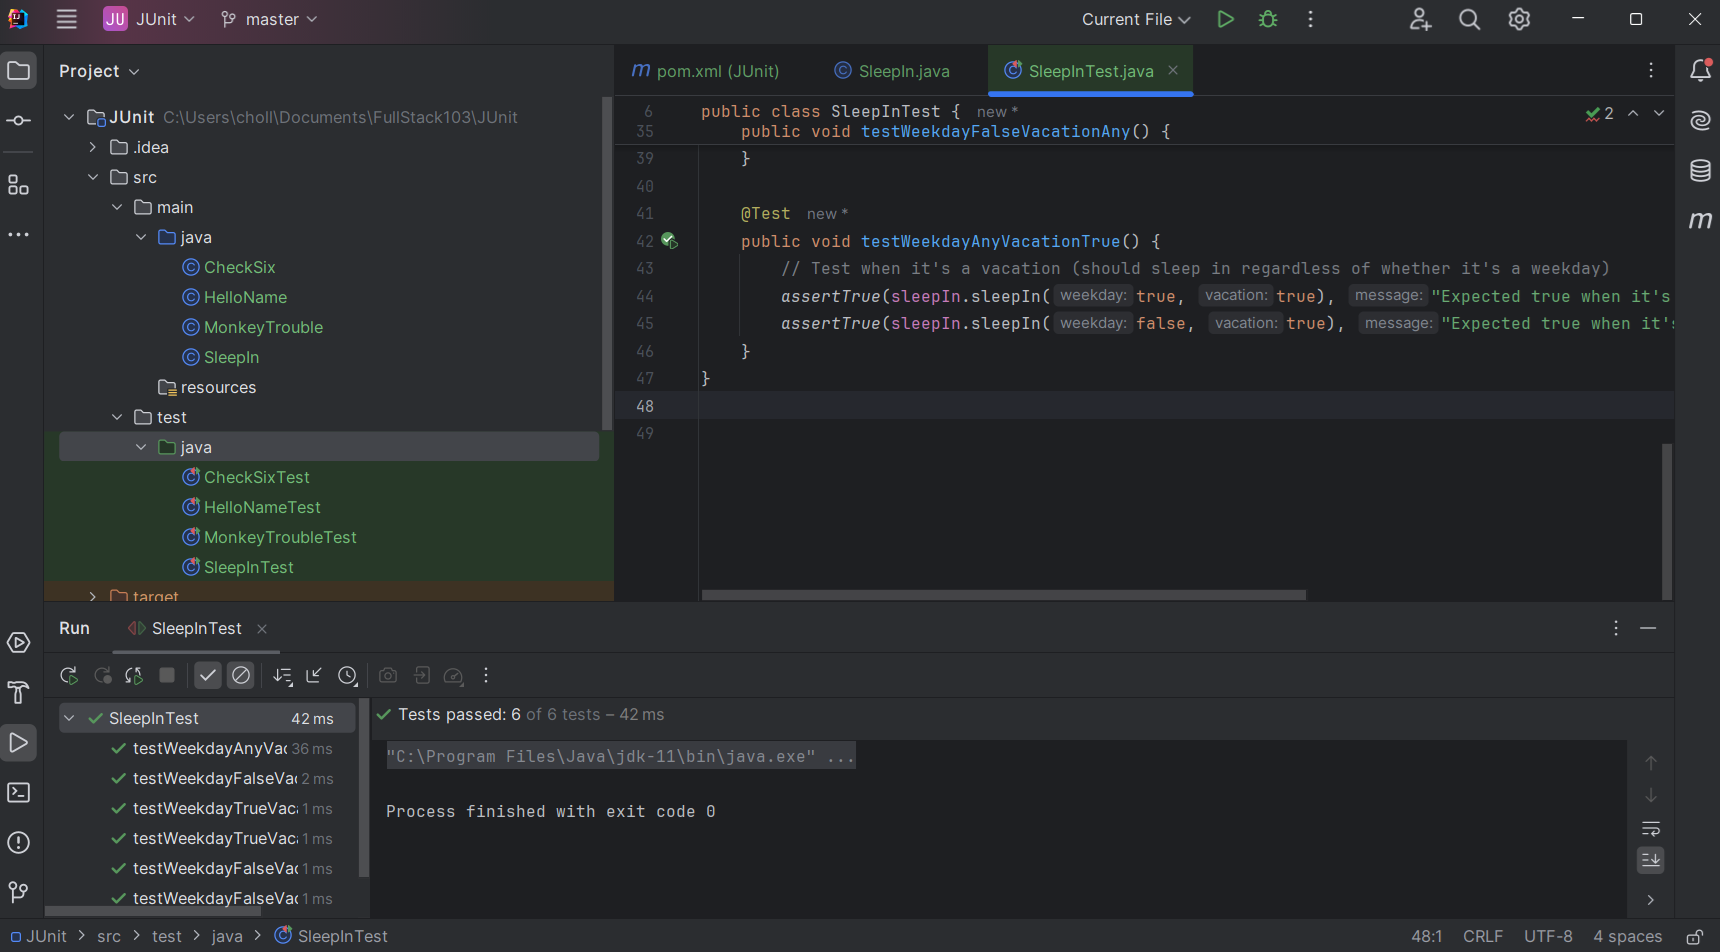 JU JUnit master Current File
Project
pom.xml (JUnit) SleepIn.java SleepInTest.java
JUnit C:\Users\choll\Documents\FullStack103\JUnit
.idea
src
main
java
CheckSix
HelloName
MonkeyTrouble
SleepIn
resources
test
java
CheckSixTest
HelloNameTest
MonkeyTroubleTest
SleepInTest
target
6 public class SleepInTest { new *
2
35 public void testWeekdayFalseVacationAny() {
39 }
40
41 @Test new *
42 public void testWeekdayAnyVacationTrue() {
43 // Test when it's a vacation (should sleep in regardless of whether it's a weekday)
44 assertTrue(sleepIn.sleepIn( weekday: true, vacation: true), message: "Expected true when it's
45 assertTrue(sleepIn.sleepIn( weekday: false, vacation: true), message: "Expected true when it's
46 }
47 }
48
49
Run SleepInTest
SleepInTest 42 ms
testWeekdayAnyVac 36 ms
testWeekdayFalseVac 2 ms
testWeekdayTrueVaca 1 ms
testWeekdayTrueVaca 1 ms
testWeekdayFalseVac 1 ms
testWeekdayFalseVac 1 ms
Tests passed: 6 of 6 tests – 42 ms
"C:\Program Files\Java\jdk-11\bin\java.exe" ...
Process finished with exit code 0
JUnit > src > test > java > SleepInTest
48:1 CRLF UTF-8 4 spaces